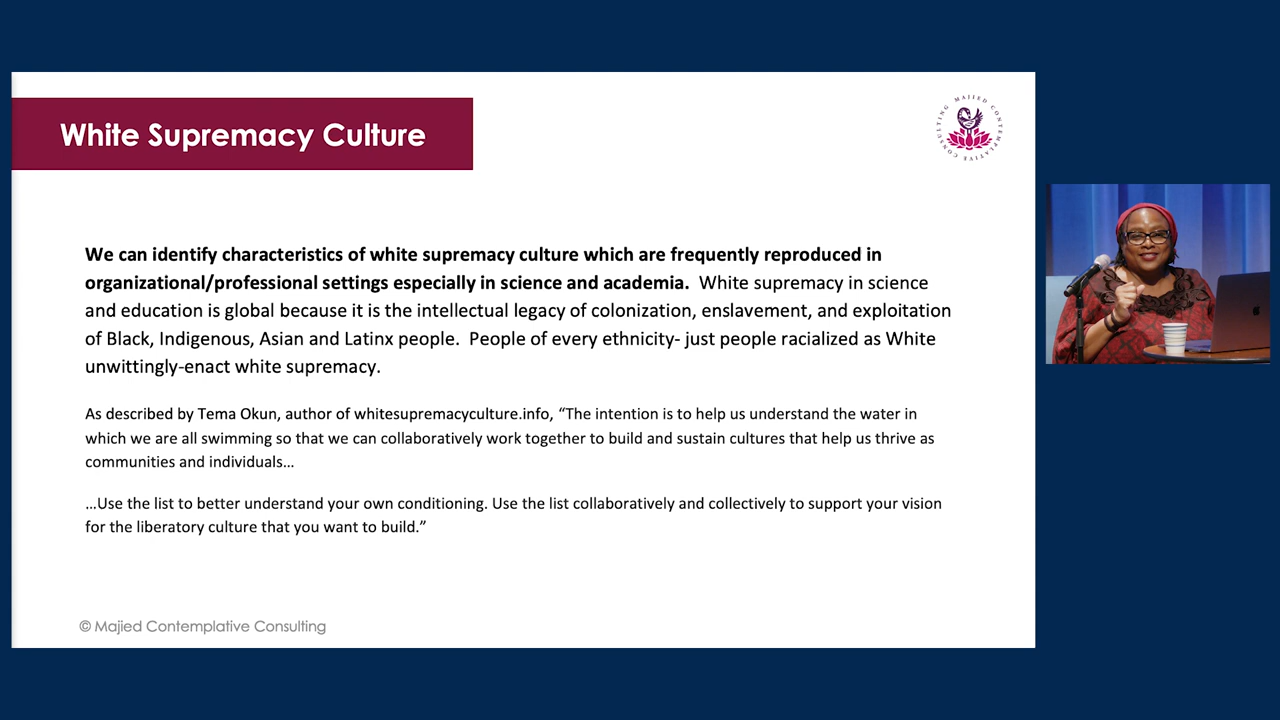 White Supremacy Culture
MAJIED CONTEMPLATIVE CONSULTING
We can identify characteristics of white supremacy culture which are frequently reproduced in
organizational/professional settings especially in science and academia. White supremacy in science
and education is global because it is the intellectual legacy of colonization, enslavement, and exploitation
of Black, Indigenous, Asian and Latinx people. People of every ethnicity- just people racialized as White
unwittingly-enact white supremacy.
As described by Tema Okun, author of whitesupremacyculture.info, “The intention is to help us understand the water in
which we are all swimming so that we can collaboratively work together to build and sustain cultures that help us thrive as
communities and individuals…
…Use the list to better understand your own conditioning. Use the list collaboratively and collectively to support your vision
for the liberatory culture that you want to build.”
© Majied Contemplative Consulting